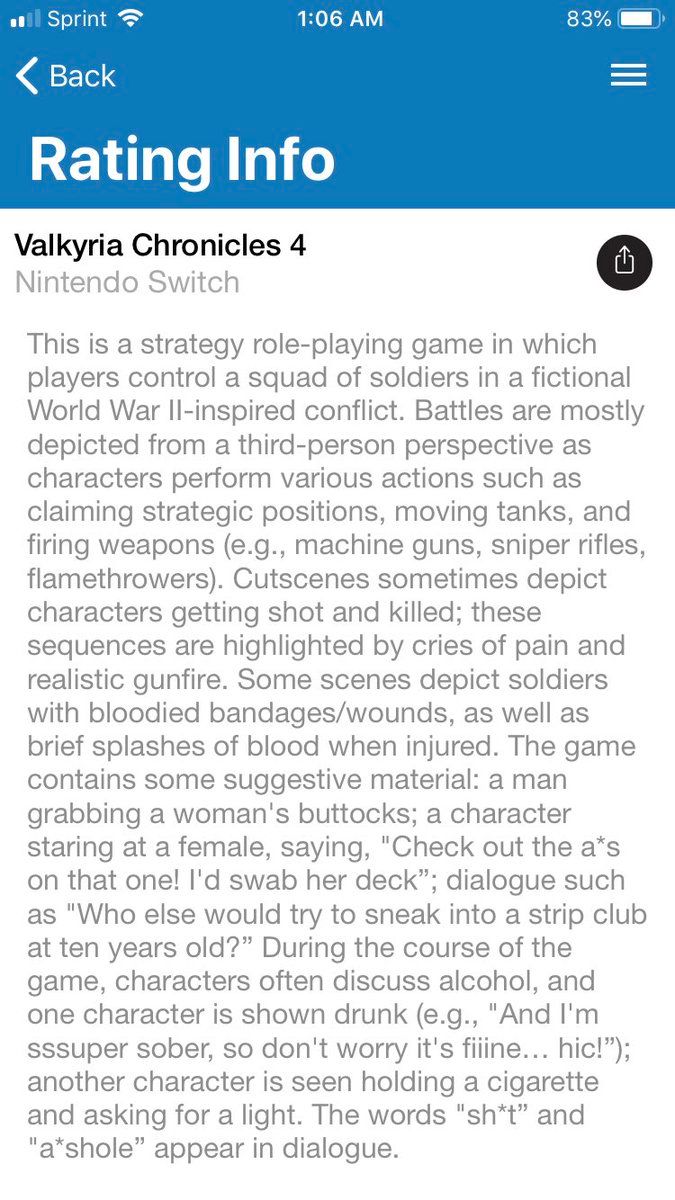 Sprint 1:06 AM 83%
Back
Rating Info
Valkyria Chronicles 4
Nintendo Switch
This is a strategy role-playing game in which
players control a squad of soldiers in a fictional
World War II-inspired conflict. Battles are mostly
depicted from a third-person perspective as
characters perform various actions such as
claiming strategic positions, moving tanks, and
firing weapons (e.g., machine guns, sniper rifles,
flamethrowers). Cutscenes sometimes depict
characters getting shot and killed; these
sequences are highlighted by cries of pain and
realistic gunfire. Some scenes depict soldiers
with bloodied bandages/wounds, as well as
brief splashes of blood when injured. The game
contains some suggestive material: a man
grabbing a woman's buttocks; a character
staring at a female, saying, "Check out the a*s
on that one! I'd swab her deck”; dialogue such
as "Who else would try to sneak into a strip club
at ten years old?” During the course of the
game, characters often discuss alcohol, and
one character is shown drunk (e.g., "And I'm
sssuper sober, so don't worry it's fiiine… hic!”);
another character is seen holding a cigarette
and asking for a light. The words "sh*t” and
"a*shole” appear in dialogue.